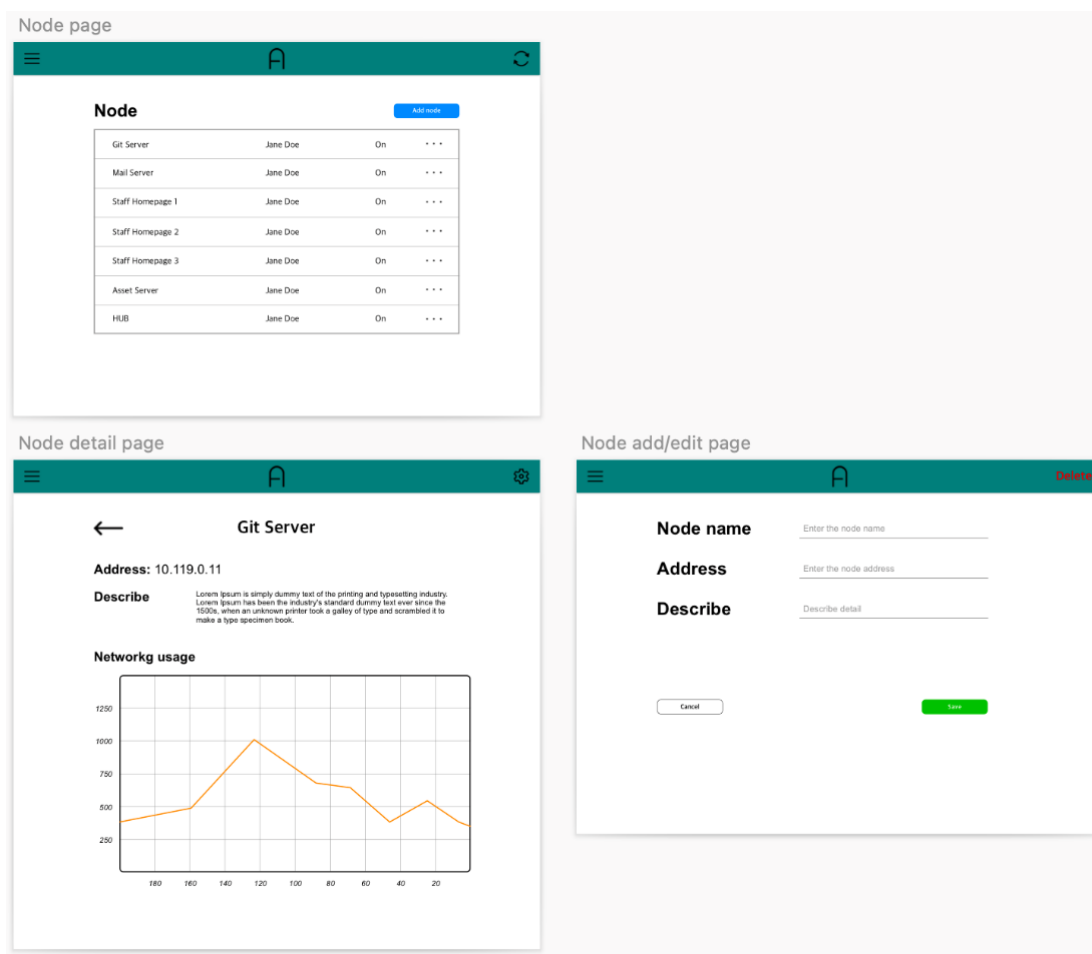 Node page
Node
Add node
Git Server Jane Doe On ...
Mail Server Jane Doe On ...
Staff Homepage 1 Jane Doe On ...
Staff Homepage 2 Jane Doe On ...
Staff Homepage 3 Jane Doe On ...
Asset Server Jane Doe On ...
HUB Jane Doe On ...
Node detail page
Git Server
Address: 10.119.0.11
Describe
Lorem Ipsum is simply dummy text of the printing and typesetting industry.
Lorem Ipsum has been the industry's standard dummy text ever since the
1500s, when an unknown printer took a galley of type and scrambled it to
make a type specimen book.
Networkg usage
1250
1000
750
500
250
180 160 140 120 100 80 60 40 20
Node add/edit page
Delete
Node name Enter the node name
Address Enter the node address
Describe Describe detail
Cancel Save